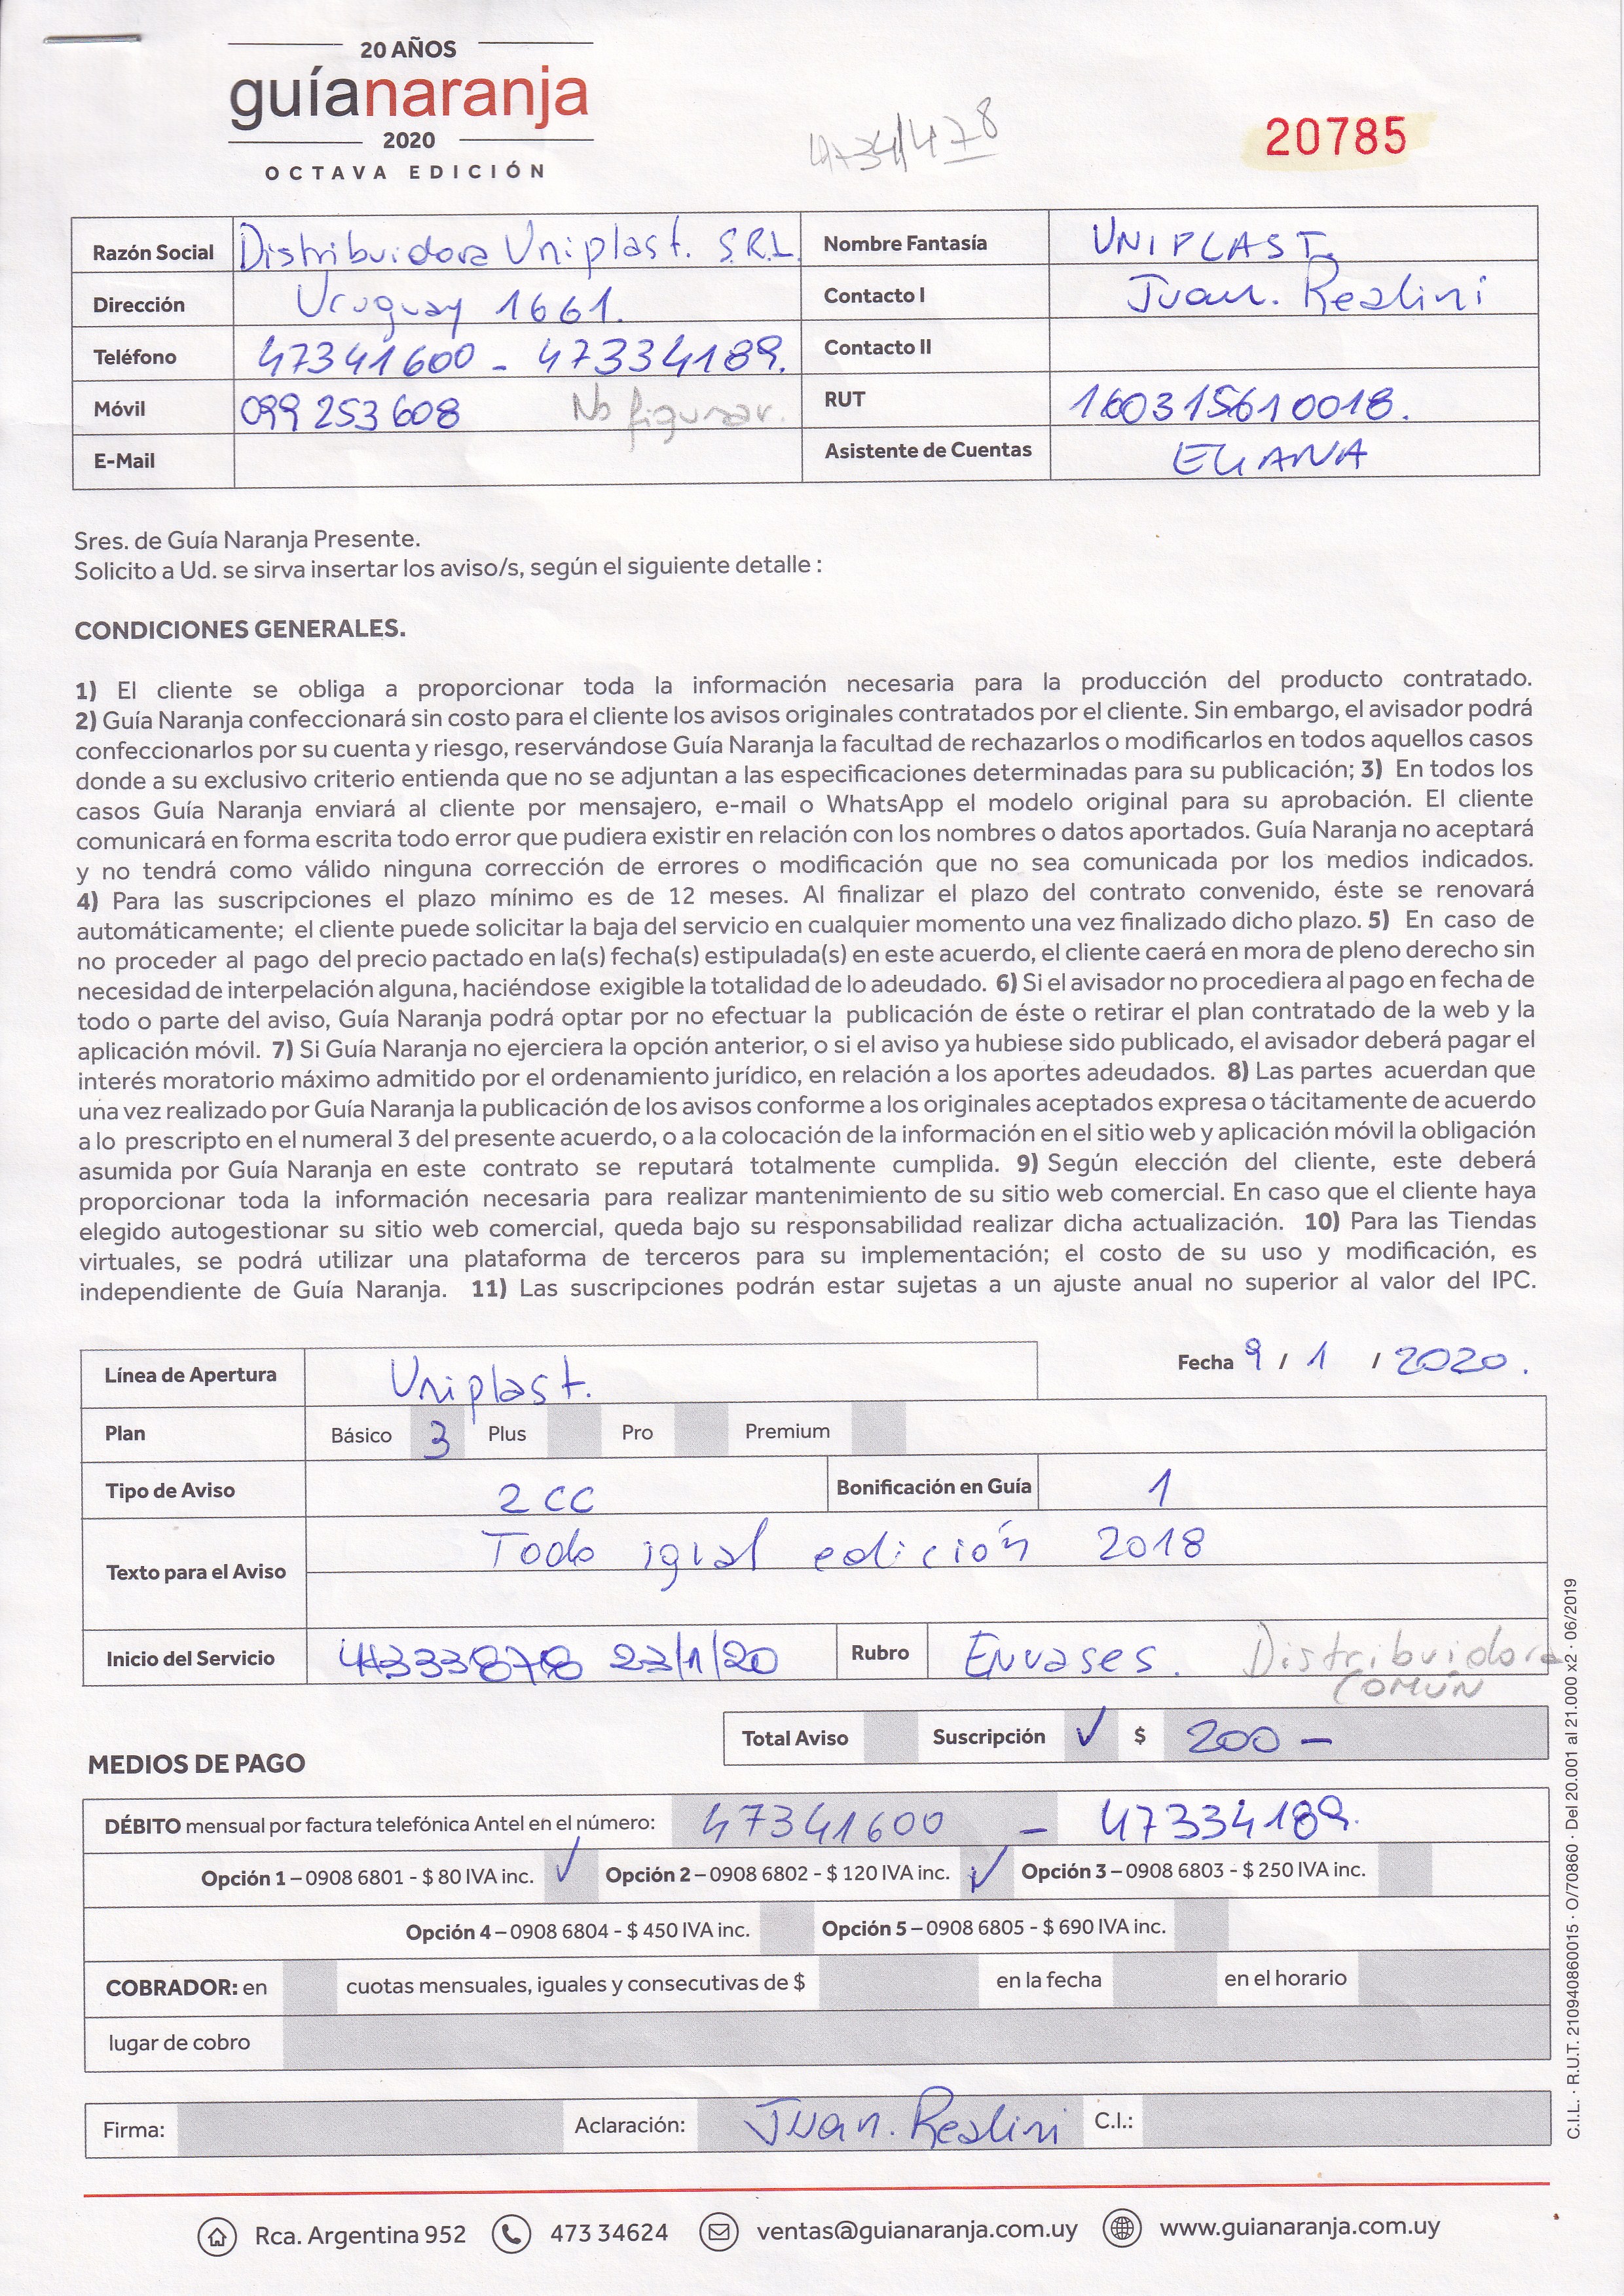 20 AÑOS
guíanaranja
2020
OCTAVA EDICIÓN
4734/478
20785
Razón Social Distribuidora Uniplast. S.R.L Nombre Fantasía UNIPLAST.
Dirección Uruguay 1661. Contacto I Juan. Realini
Teléfono 47341600 - 47334189. Contacto II
Móvil 099 253 608 No figurar. RUT 160315610018.
E-Mail Asistente de Cuentas ELIANA
Sres. de Guía Naranja Presente.
Solicito a Ud. se sirva insertar los aviso/s, según el siguiente detalle :
CONDICIONES GENERALES.
1) El cliente se obliga a proporcionar toda la información necesaria para la producción del producto contratado.
2) Guía Naranja confeccionará sin costo para el cliente los avisos originales contratados por el cliente. Sin embargo, el avisador podrá
confeccionarlos por su cuenta y riesgo, reservándose Guía Naranja la facultad de rechazarlos o modificarlos en todos aquellos casos
donde a su exclusivo criterio entienda que no se adjuntan a las especificaciones determinadas para su publicación; 3) En todos los
casos Guía Naranja enviará al cliente por mensajero, e-mail o WhatsApp el modelo original para su aprobación. El cliente
comunicará en forma escrita todo error que pudiera existir en relación con los nombres o datos aportados. Guía Naranja no aceptará
y no tendrá como válido ninguna corrección de errores o modificación que no sea comunicada por los medios indicados.
4) Para las suscripciones el plazo mínimo es de 12 meses. Al finalizar el plazo del contrato convenido, éste se renovará
automáticamente; el cliente puede solicitar la baja del servicio en cualquier momento una vez finalizado dicho plazo. 5) En caso de
no proceder al pago del precio pactado en la(s) fecha(s) estipulada(s) en este acuerdo, el cliente caerá en mora de pleno derecho sin
necesidad de interpelación alguna, haciéndose exigible la totalidad de lo adeudado. 6) Si el avisador no procediera al pago en fecha de
todo o parte del aviso, Guía Naranja podrá optar por no efectuar la publicación de éste o retirar el plan contratado de la web y la
aplicación móvil. 7) Si Guía Naranja no ejerciera la opción anterior, o si el aviso ya hubiese sido publicado, el avisador deberá pagar el
interés moratorio máximo admitido por el ordenamiento jurídico, en relación a los aportes adeudados. 8) Las partes acuerdan que
una vez realizado por Guía Naranja la publicación de los avisos conforme a los originales aceptados expresa o tácitamente de acuerdo
a lo prescripto en el numeral 3 del presente acuerdo, o a la colocación de la información en el sitio web y aplicación móvil la obligación
asumida por Guía Naranja en este contrato se reputará totalmente cumplida. 9) Según elección del cliente, este deberá
proporcionar toda la información necesaria para realizar mantenimiento de su sitio web comercial. En caso que el cliente haya
elegido autogestionar su sitio web comercial, queda bajo su responsabilidad realizar dicha actualización. 10) Para las Tiendas
virtuales, se podrá utilizar una plataforma de terceros para su implementación; el costo de su uso y modificación, es
independiente de Guía Naranja. 11) Las suscripciones podrán estar sujetas a un ajuste anual no superior al valor del IPC.
Línea de Apertura Uniplast. Fecha 9 / 1 / 2020.
Plan Básico 3 Plus Pro Premium
Tipo de Aviso 2 CC Bonificación en Guía 1
Texto para el Aviso Todo igual edición 2018
Inicio del Servicio 23/1/20 Rubro Envases. Distribuidora
COMÚN
Total Aviso Suscripción ✓ $ 200 -
MEDIOS DE PAGO
DÉBITO mensual por factura telefónica Antel en el número: 47341600 - 47334189.
Opción 1 – 0908 6801 - $ 80 IVA inc. ✓ Opción 2 – 0908 6802 - $ 120 IVA inc. ✓ Opción 3 – 0908 6803 - $ 250 IVA inc.
Opción 4 – 0908 6804 - $ 450 IVA inc. Opción 5 – 0908 6805 - $ 690 IVA inc.
COBRADOR: en cuotas mensuales, iguales y consecutivas de $ en la fecha en el horario
lugar de cobro
Firma: Aclaración: Juan. Realini C.I.:
Rca. Argentina 952 473 34624 ventas@guianaranja.com.uy www.guianaranja.com.uy
C.I.L. · R.U.T. 210940860015 · O/70860 · Del 20.001 al 21.000 x2 · 06/2019